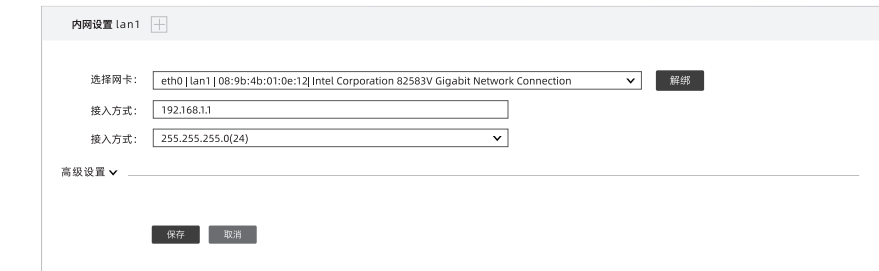 内网设置 lan1
选择网卡： eth0 | lan1 | 08:9b:4b:01:0e:12| Intel Corporation 82583V Gigabit Network Connection 解绑
接入方式： 192.168.1.1
接入方式： 255.255.255.0(24)
高级设置
保存 取消